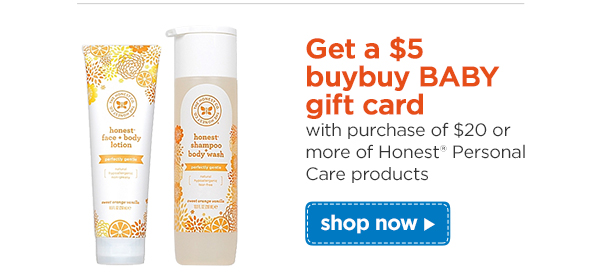 Get a $5
buybuy BABY
gift card
with purchase of $20 or
more of Honest® Personal
Care products
shop now
honest
face + body
lotion
perfectly gentle
sweet orange vanilla
honest
shampoo
+
body wash
perfectly gentle
sweet orange vanilla